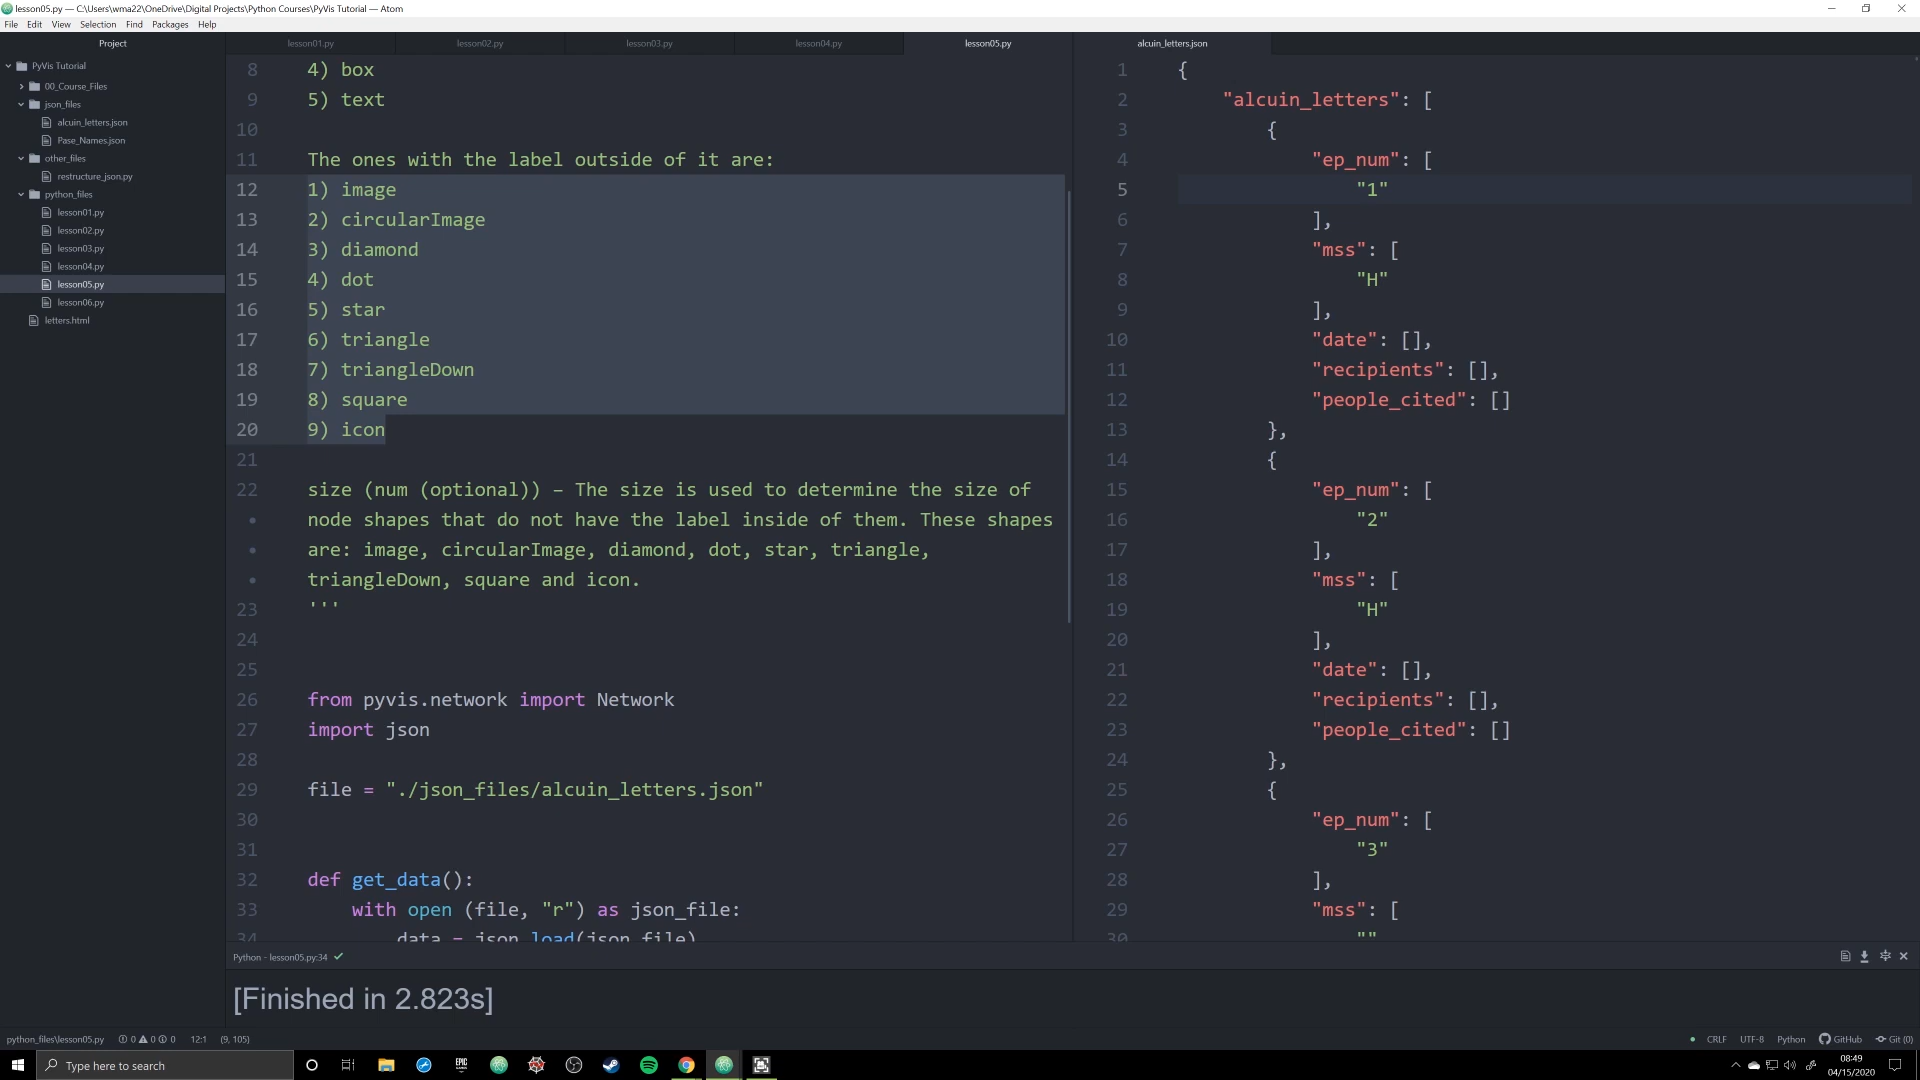 lesson05.py — C:\Users\wma22\OneDrive\Digital Projects\Python Courses\PyVis Tutorial — Atom
File Edit View Selection Find Packages Help
Project
PyVis Tutorial
00_Course_Files
json_files
alcuin_letters.json
Pase_Names.json
other_files
restructure_json.py
python_files
lesson01.py
lesson02.py
lesson03.py
lesson04.py
lesson05.py
lesson06.py
letters.html
lesson01.py lesson02.py lesson03.py lesson04.py lesson05.py
8 4) box
9 5) text
10
11 The ones with the label outside of it are:
12 1) image
13 2) circularImage
14 3) diamond
15 4) dot
16 5) star
17 6) triangle
18 7) triangleDown
19 8) square
20 9) icon
21
22 size (num (optional)) – The size is used to determine the size of
• node shapes that do not have the label inside of them. These shapes
• are: image, circularImage, diamond, dot, star, triangle,
• triangleDown, square and icon.
23 '''
24
25
26 from pyvis.network import Network
27 import json
28
29 file = "./json_files/alcuin_letters.json"
30
31
32 def get_data():
33 with open (file, "r") as json_file:
34 data = json.load(json_file)
alcuin_letters.json
1 {
2 "alcuin_letters": [
3 {
4 "ep_num": [
5 "1"
6 ],
7 "mss": [
8 "H"
9 ],
10 "date": [],
11 "recipients": [],
12 "people_cited": []
13 },
14 {
15 "ep_num": [
16 "2"
17 ],
18 "mss": [
19 "H"
20 ],
21 "date": [],
22 "recipients": [],
23 "people_cited": []
24 },
25 {
26 "ep_num": [
27 "3"
28 ],
29 "mss": [
30 ""
Python - lesson05.py:34 ✓
[Finished in 2.823s]
python_files\lesson05.py 0 0 0 12:1 (9, 105) CRLF UTF-8 Python GitHub Git (0)
Type here to search
EPIC
08:49
04/15/2020